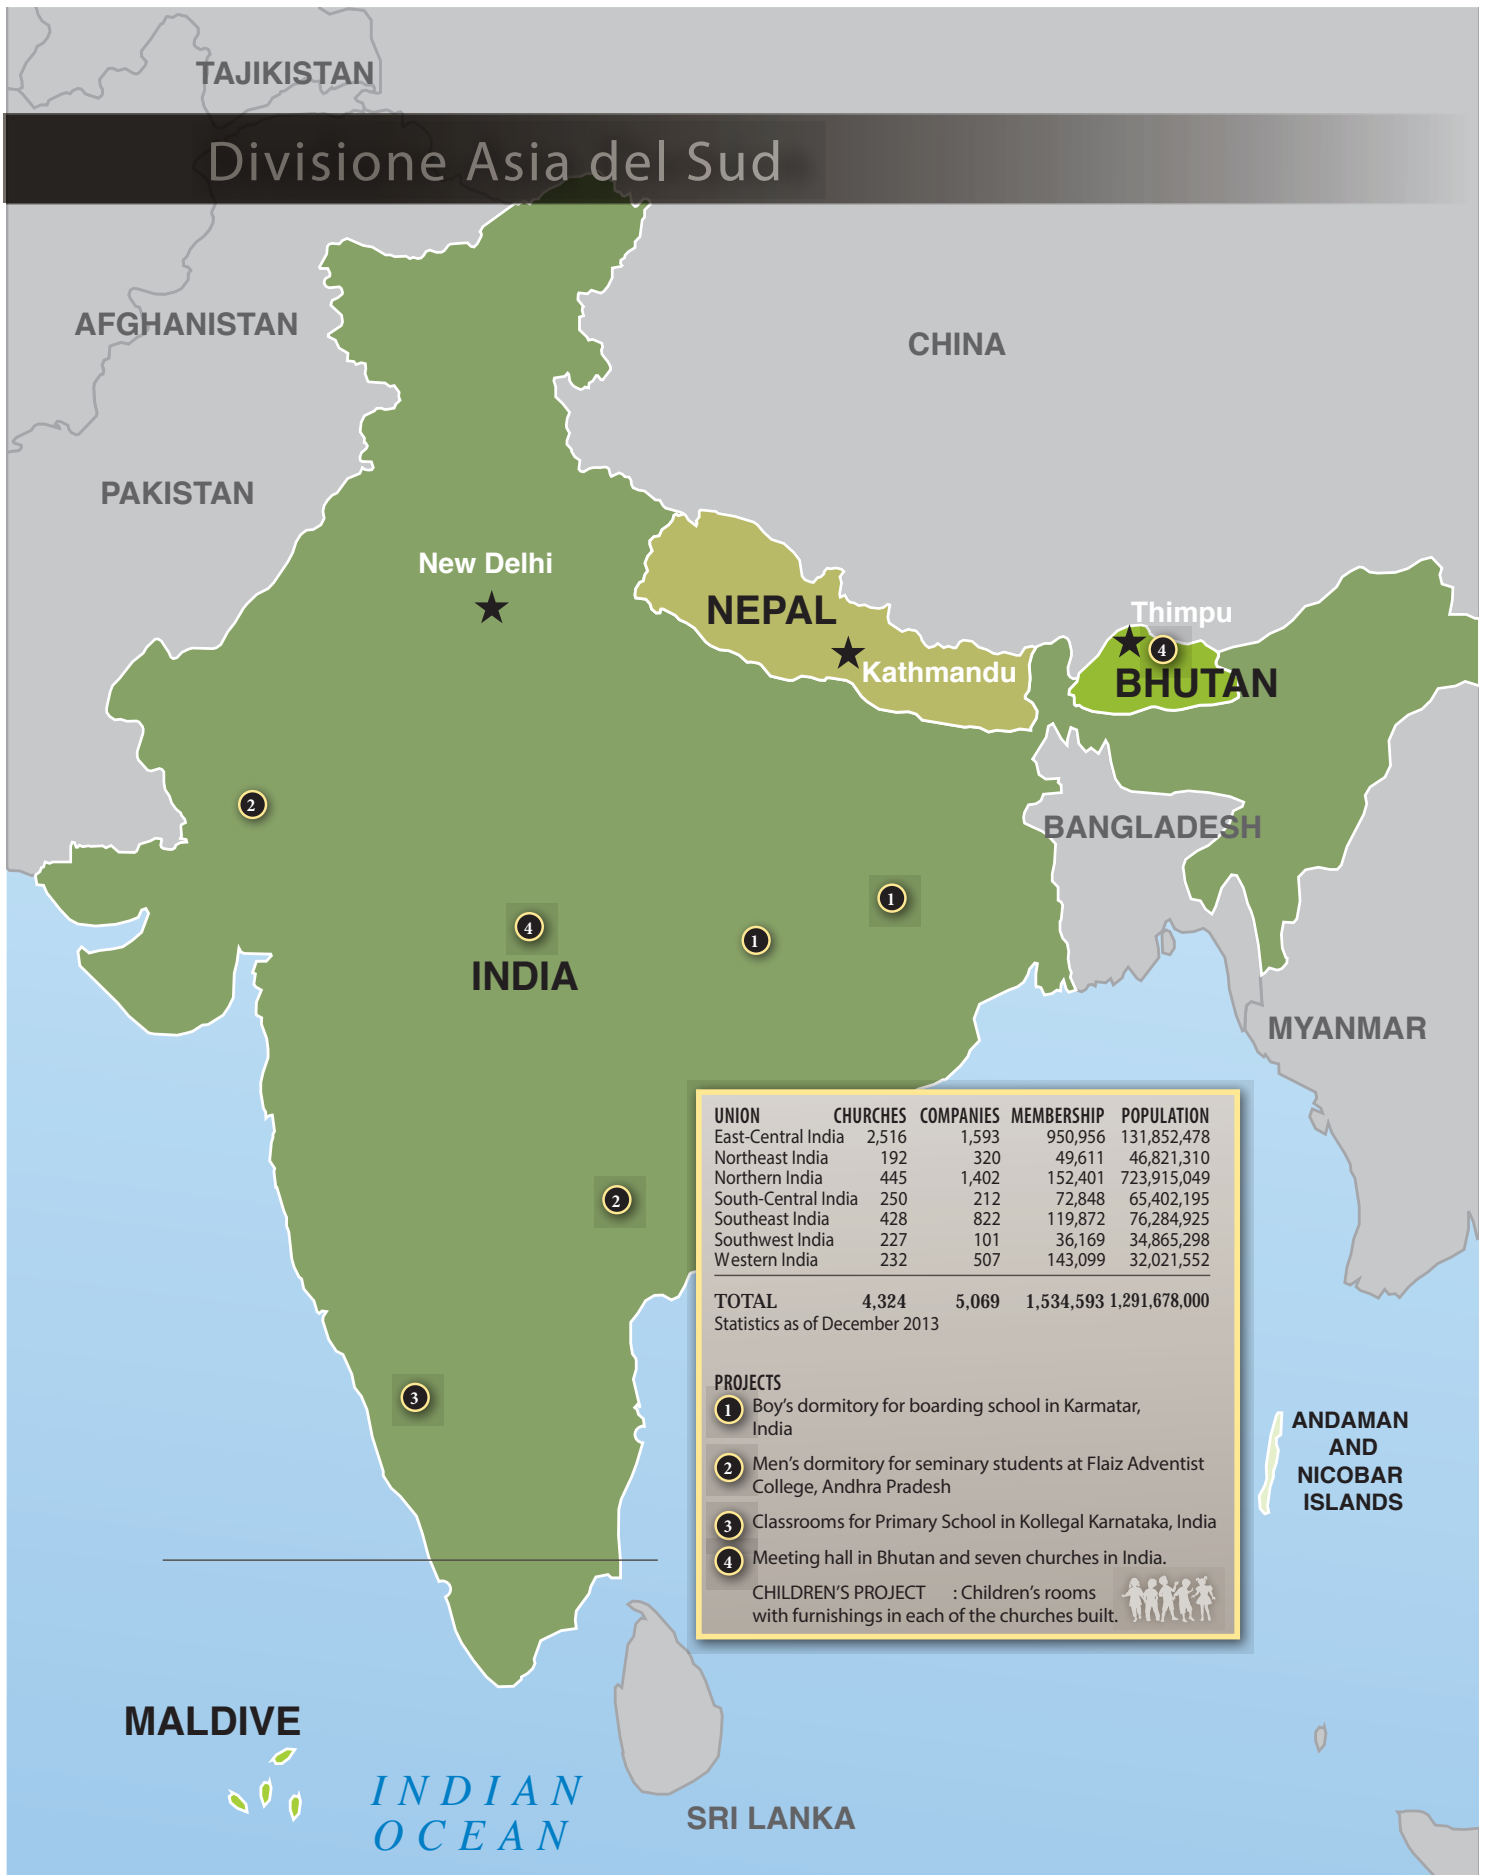 TAJIKISTAN
Divisione Asia del Sud
AFGHANISTAN
CHINA
PAKISTAN
New Delhi
NEPAL
Kathmandu
Thimpu
4
BHUTAN
2
BANGLADESH
1
4
1
INDIA
MYANMAR
UNION CHURCHES COMPANIES MEMBERSHIP POPULATION
East-Central India 2,516 1,593 950,956 131,852,478
Northeast India 192 320 49,611 46,821,310
Northern India 445 1,402 152,401 723,915,049
South-Central India 250 212 72,848 65,402,195
Southeast India 428 822 119,872 76,284,925
Southwest India 227 101 36,169 34,865,298
Western India 232 507 143,099 32,021,552
TOTAL 4,324 5,069 1,534,593 1,291,678,000
Statistics as of December 2013
2
3
PROJECTS
1 Boy's dormitory for boarding school in Karmatar,
India
2 Men's dormitory for seminary students at Flaiz Adventist
College, Andhra Pradesh
3 Classrooms for Primary School in Kollegal Karnataka, India
4 Meeting hall in Bhutan and seven churches in India.
CHILDREN'S PROJECT : Children's rooms
with furnishings in each of the churches built.
ANDAMAN
AND
NICOBAR
ISLANDS
MALDIVE
INDIAN
OCEAN
SRI LANKA